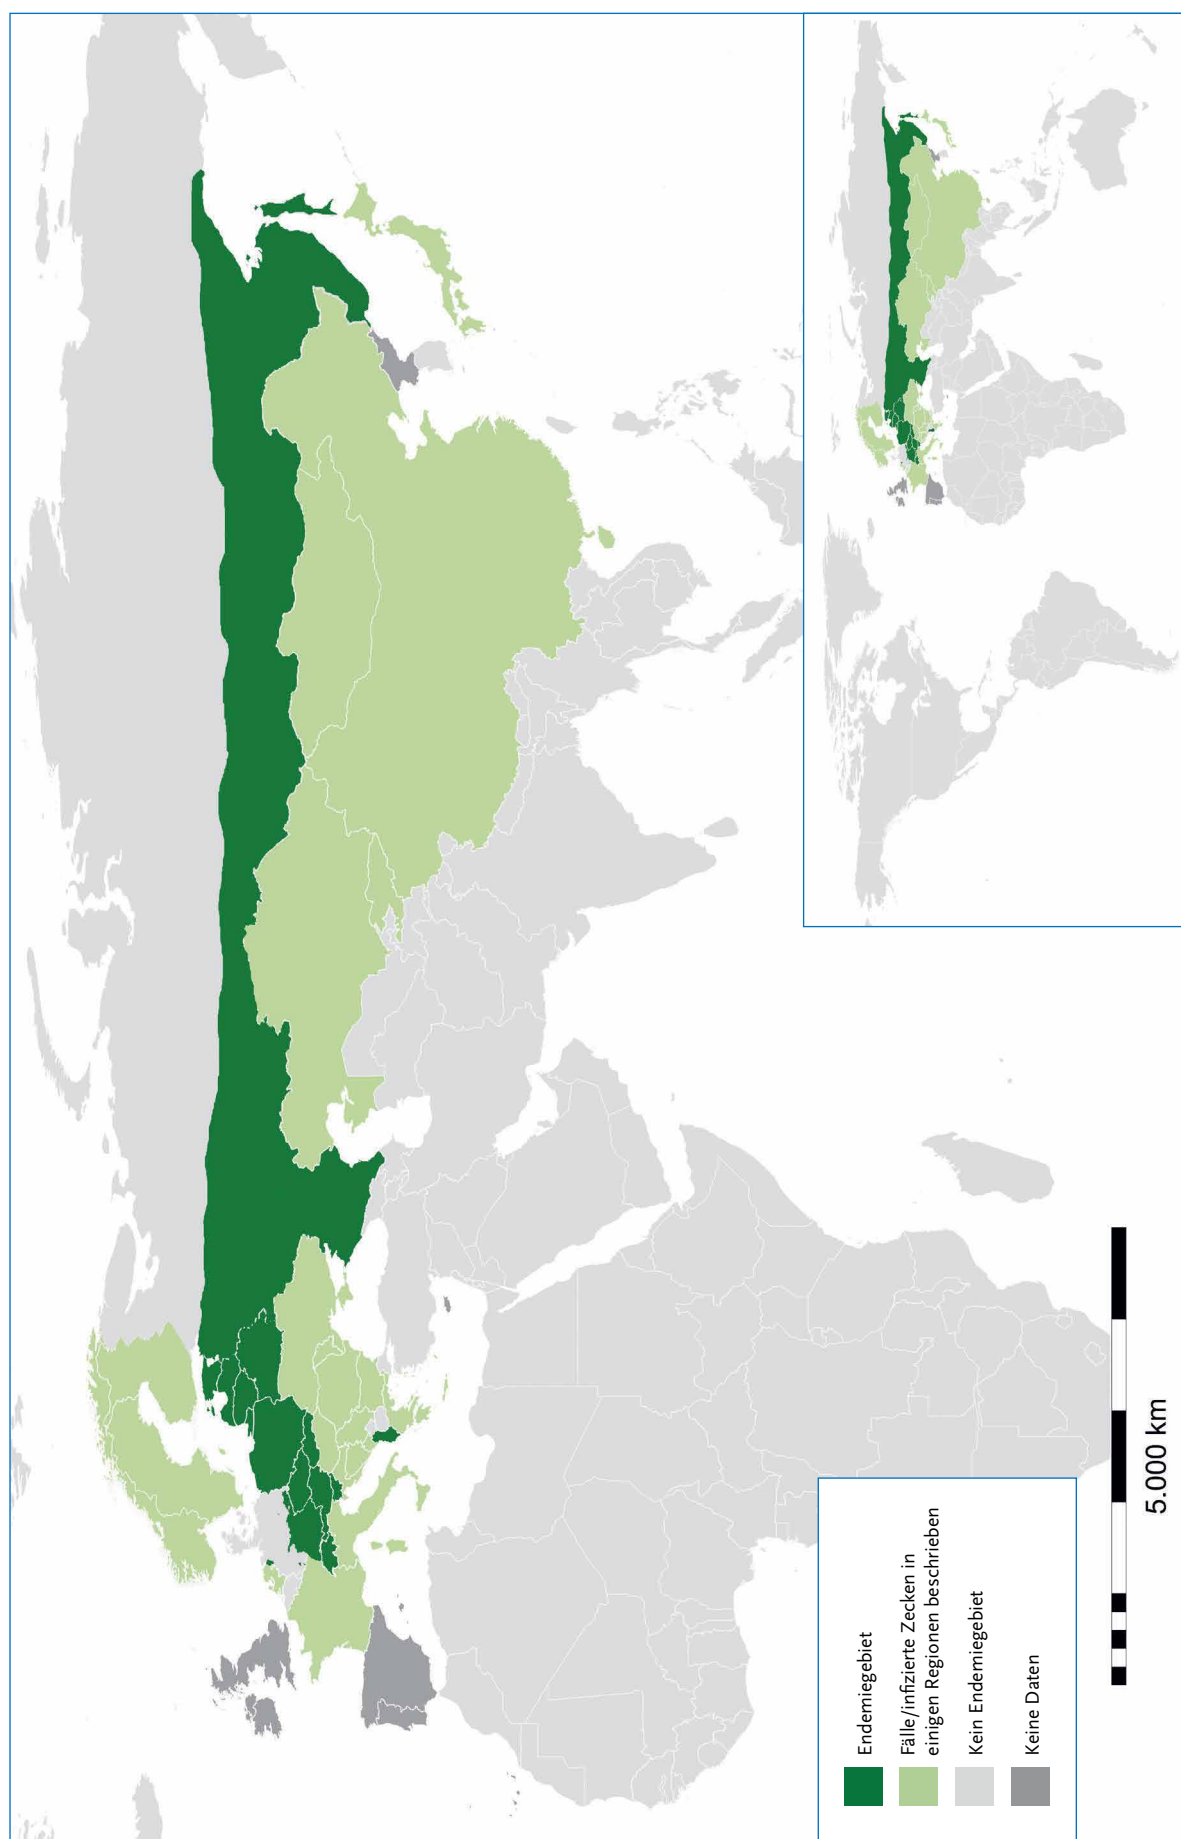 Endemiegebiet
Fälle/infizierte Zecken in
einigen Regionen beschrieben
Kein Endemiegebiet
Keine Daten
5.000 km